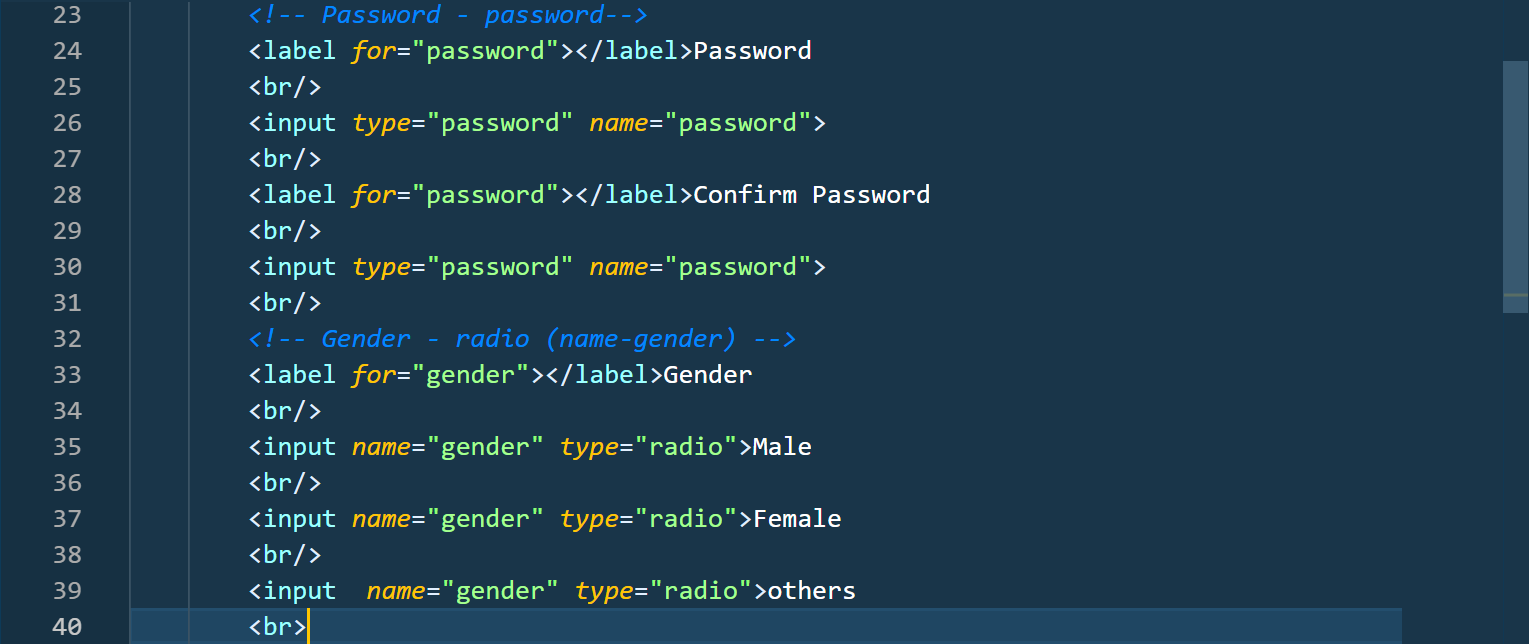 23 <!-- Password - password-->
24 <label for="password"></label>Password
25 <br/>
26 <input type="password" name="password">
27 <br/>
28 <label for="password"></label>Confirm Password
29 <br/>
30 <input type="password" name="password">
31 <br/>
32 <!-- Gender - radio (name-gender) -->
33 <label for="gender"></label>Gender
34 <br/>
35 <input name="gender" type="radio">Male
36 <br/>
37 <input name="gender" type="radio">Female
38 <br/>
39 <input  name="gender" type="radio">others
40 <br>